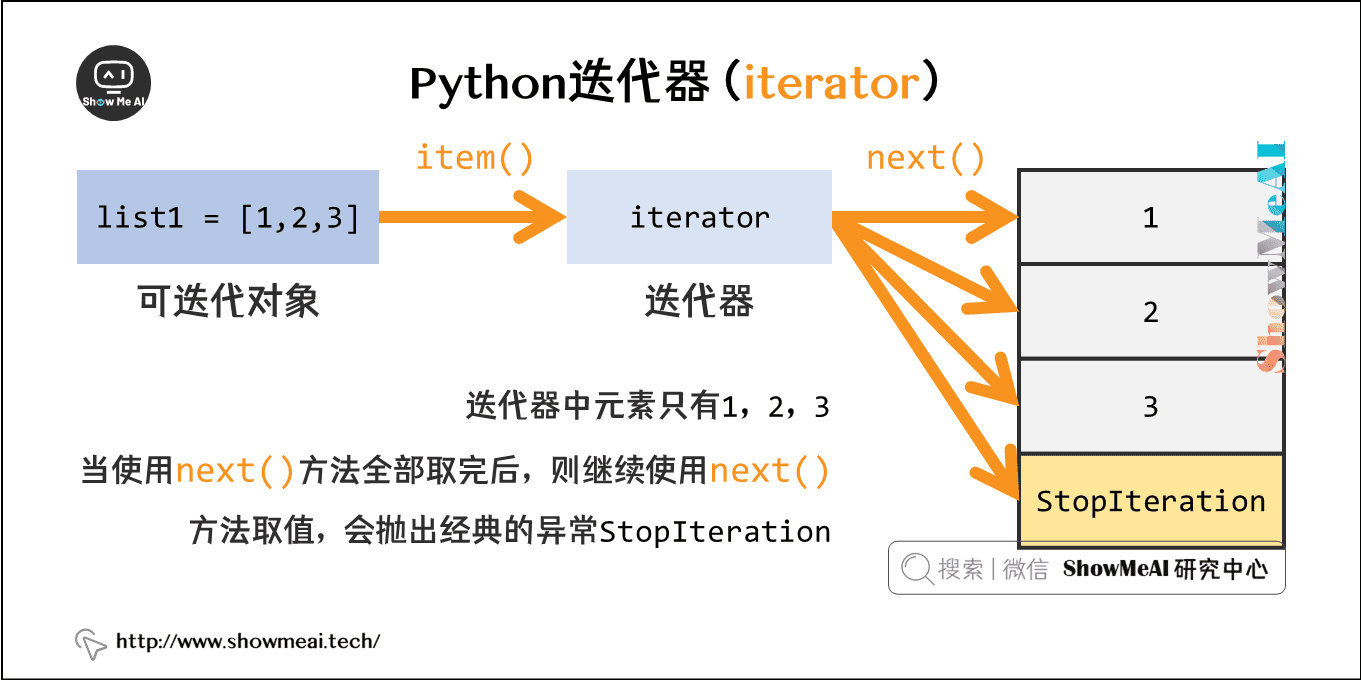 Show Me AI
Python迭代器（iterator）
item()
next()
list1 = [1,2,3]
iterator
可迭代对象
迭代器
1
2
3
StopIteration
ShowMeAI
迭代器中元素只有1，2，3
当使用next()方法全部取完后，则继续使用next()
方法取值，会抛出经典的异常StopIteration
搜索 | 微信 ShowMeAI 研究中心
http://www.showmeai.tech/